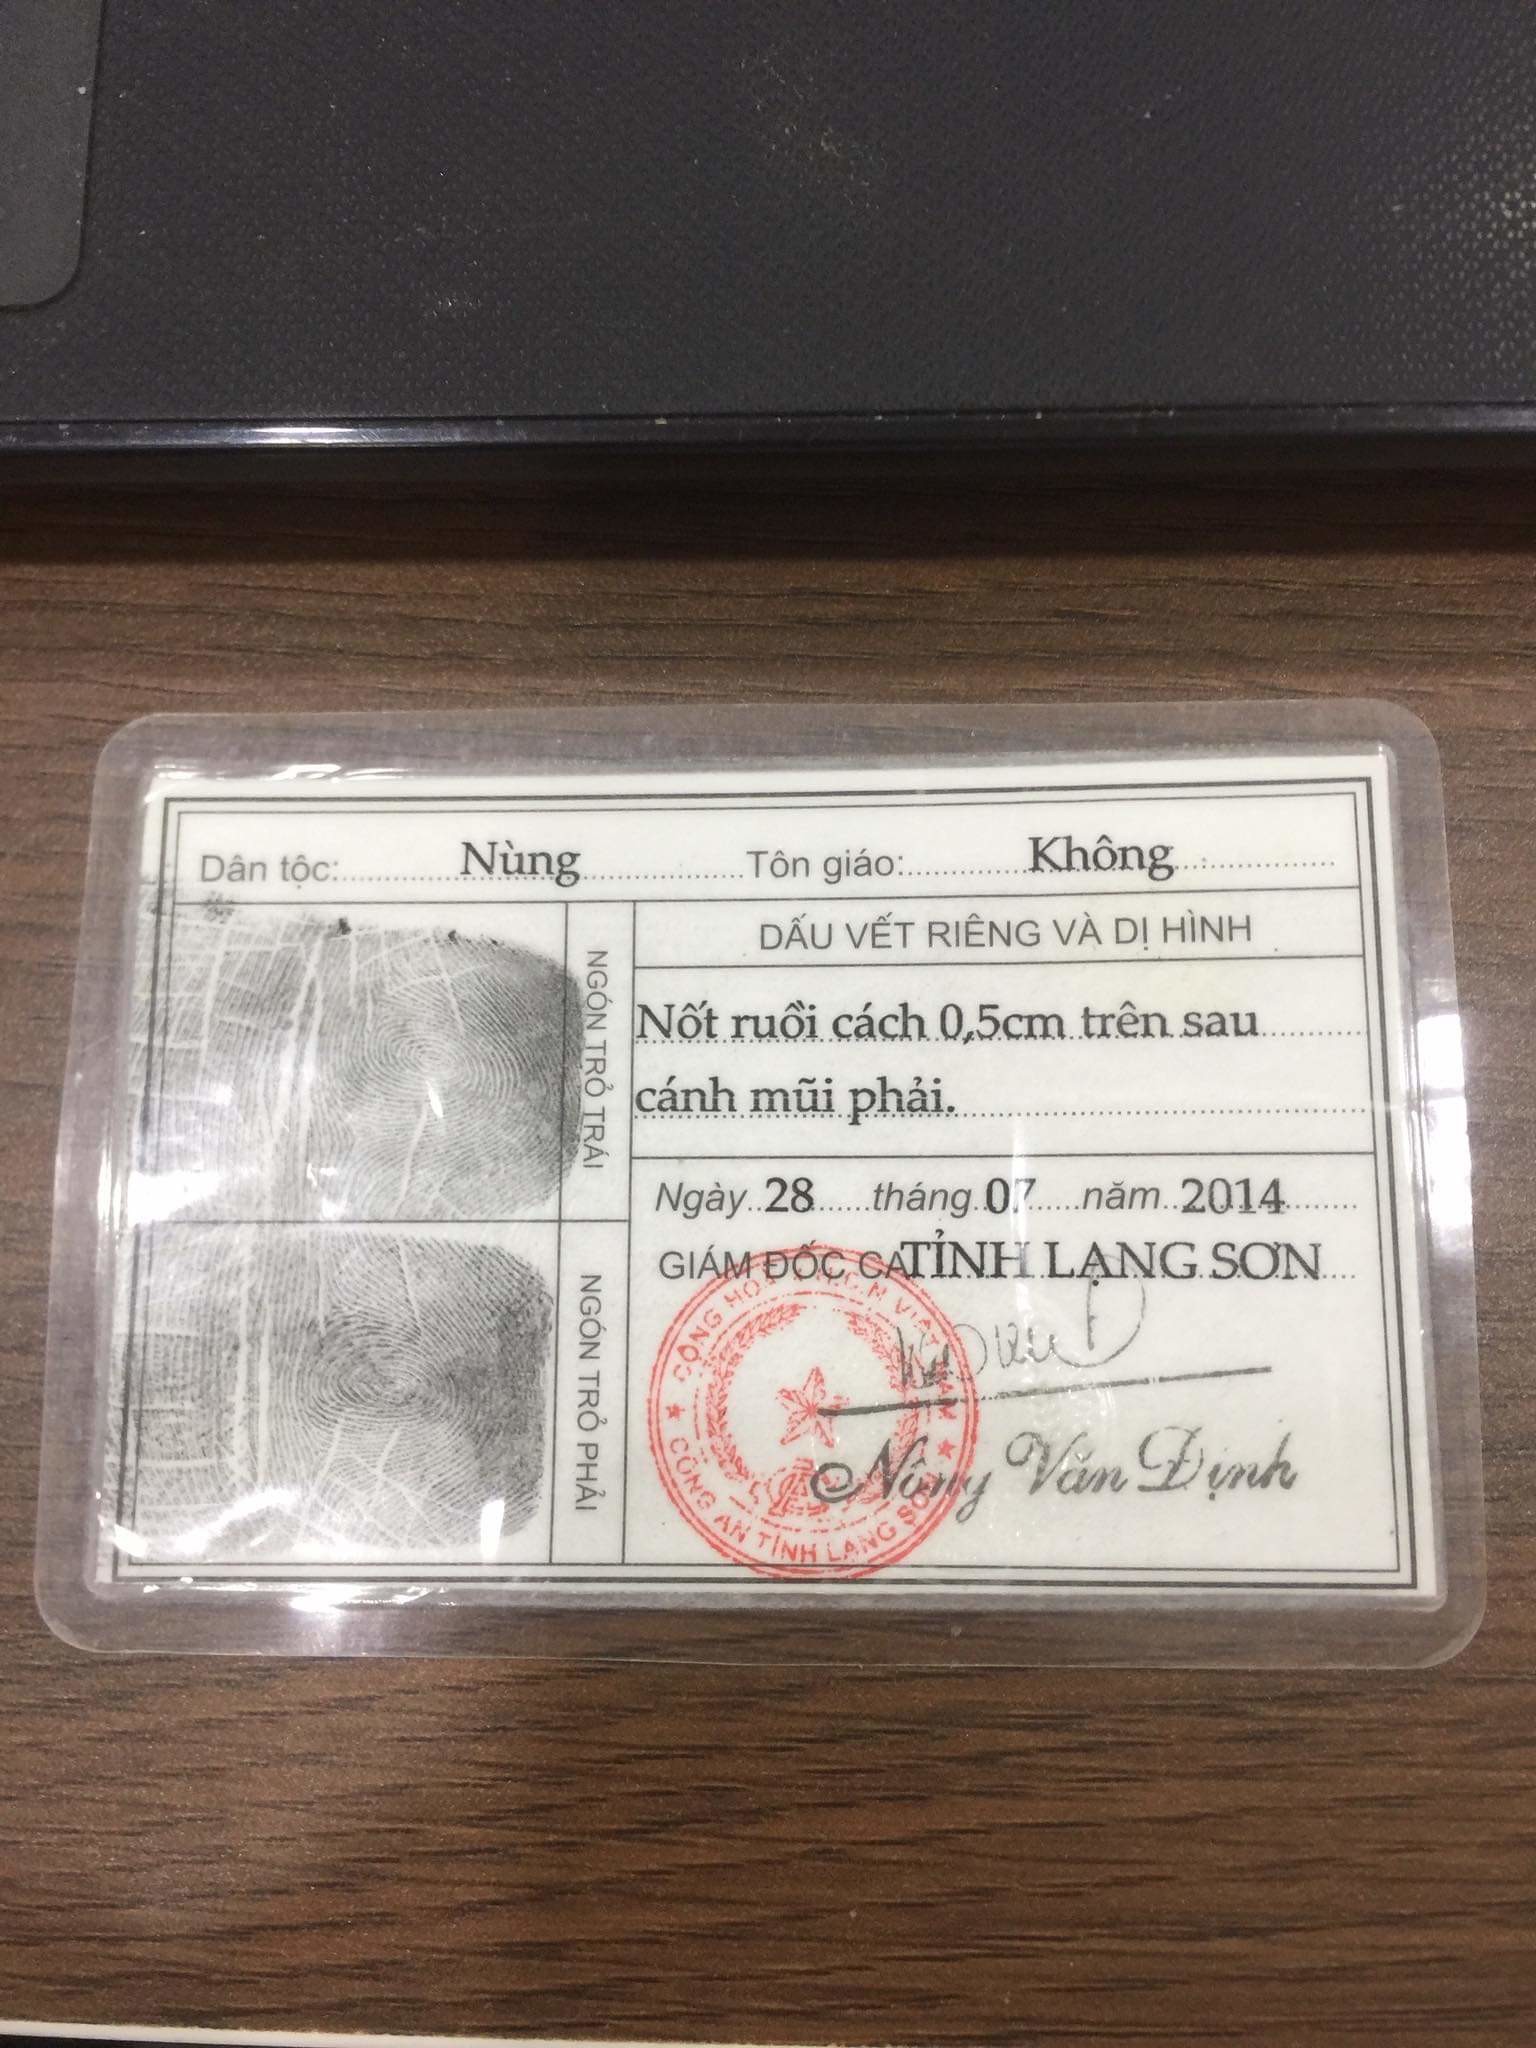 Dân tộc: Nùng Tôn giáo: Không
NGÓN TRỎ TRÁI
NGÓN TRỎ PHẢI
DẤU VẾT RIÊNG VÀ DỊ HÌNH
Nốt ruồi cách 0,5cm trên sau
cánh mũi phải.
Ngày 28 tháng 07 năm 2014
GIÁM ĐỐC CA TỈNH LẠNG SƠN
CÔNG AN TỈNH LẠNG SƠN
Nông Văn Định